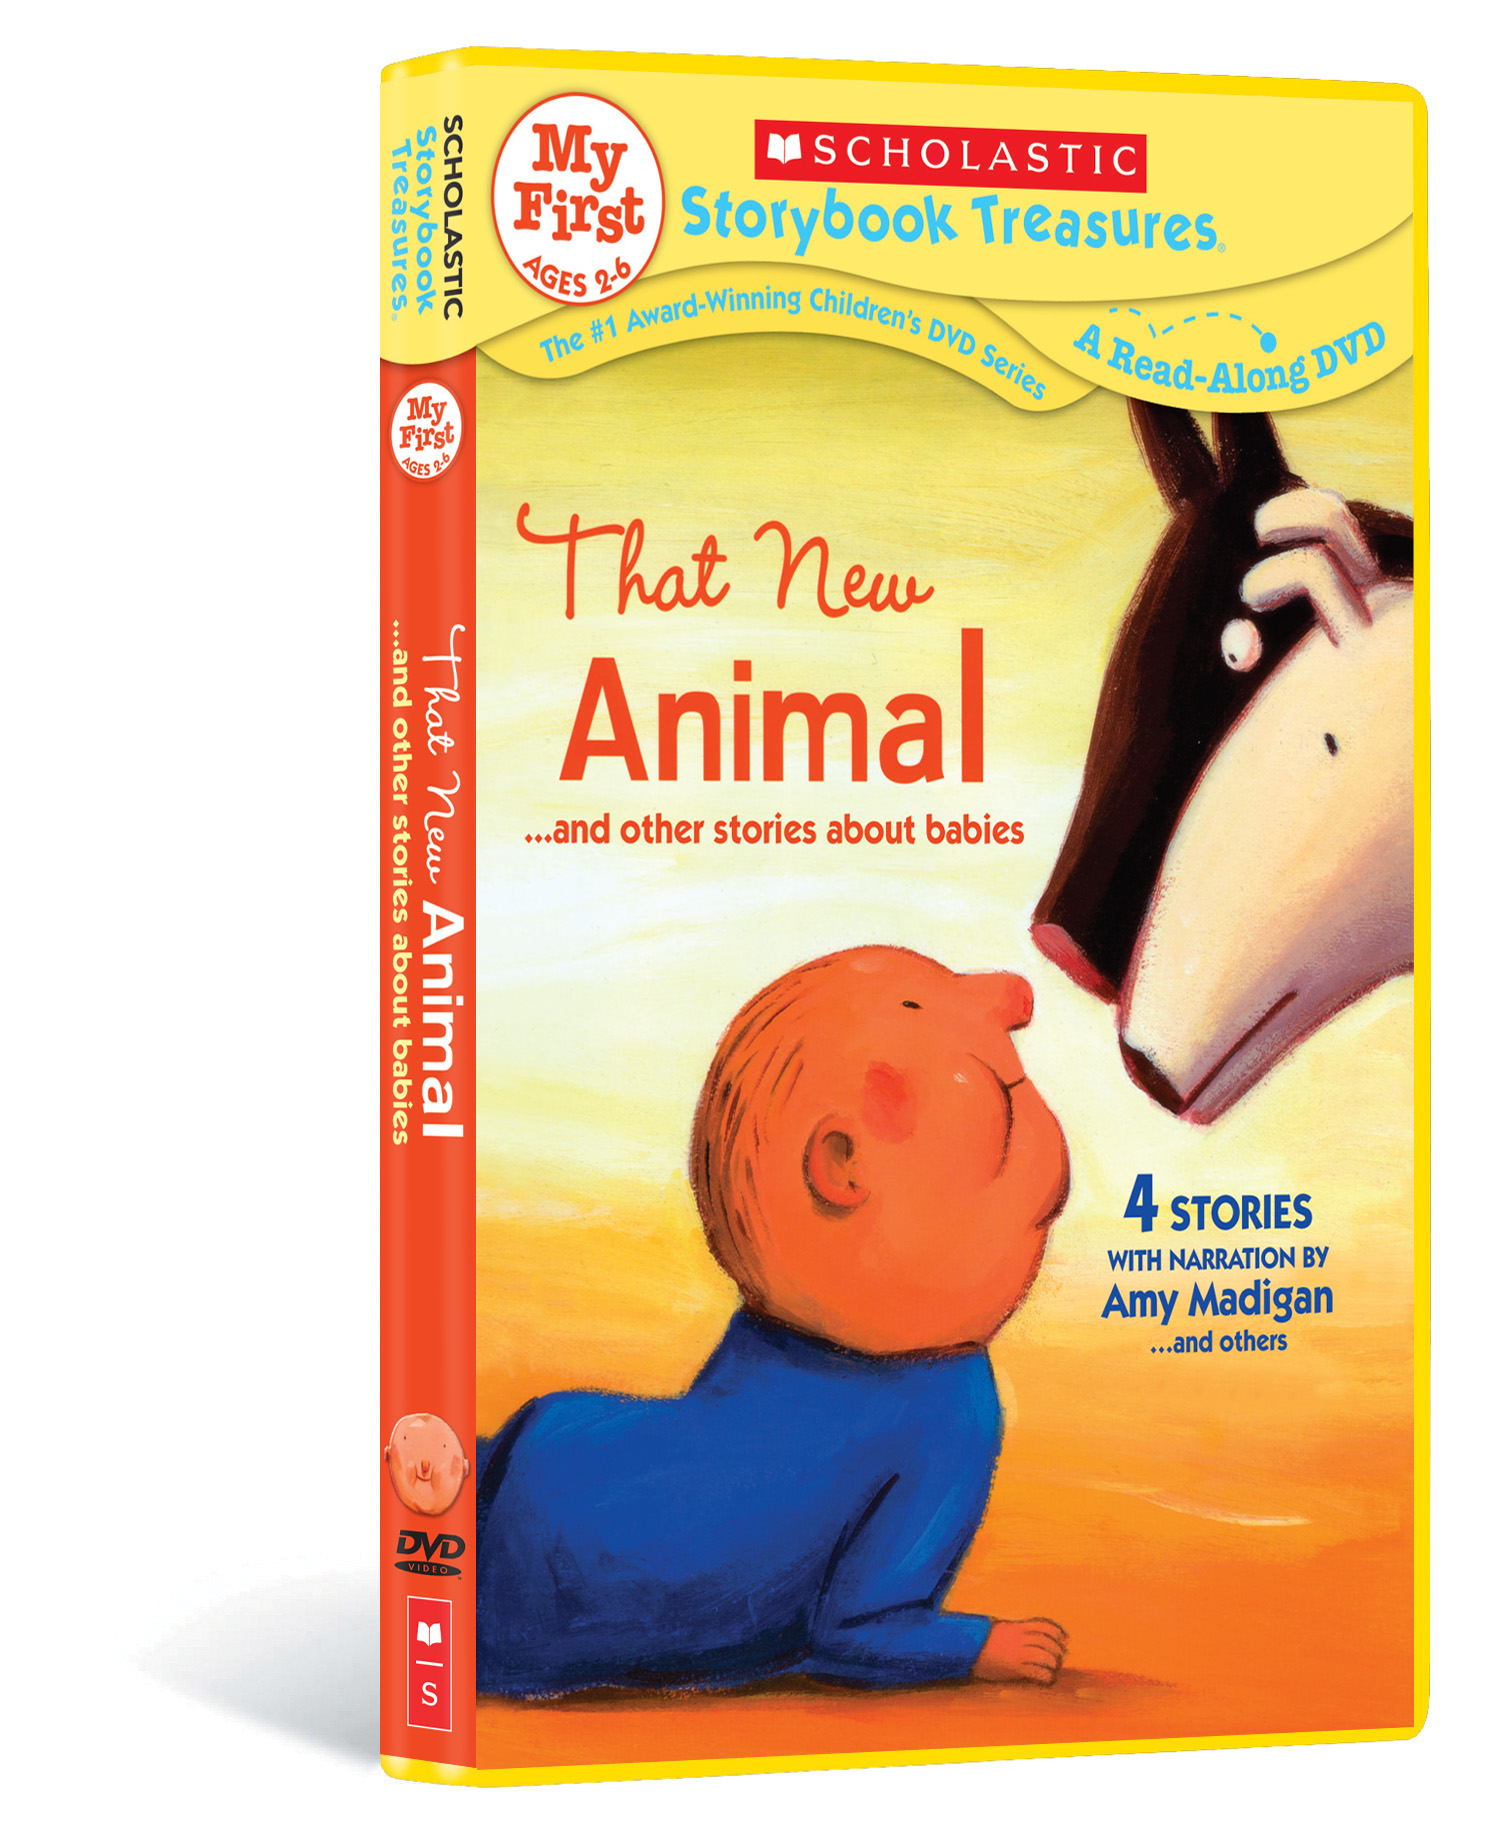 SCHOLASTIC
Storybook
Treasures®
My
First
AGES 2-6
That New Animal
...and other stories about babies
DVD
VIDEO
S
My
First
AGES 2-6
SCHOLASTIC
Storybook Treasures®
The #1 Award-Winning Children's DVD Series
A Read-Along DVD
That New
Animal
...and other stories about babies
4 STORIES
WITH NARRATION BY
Amy Madigan
...and others